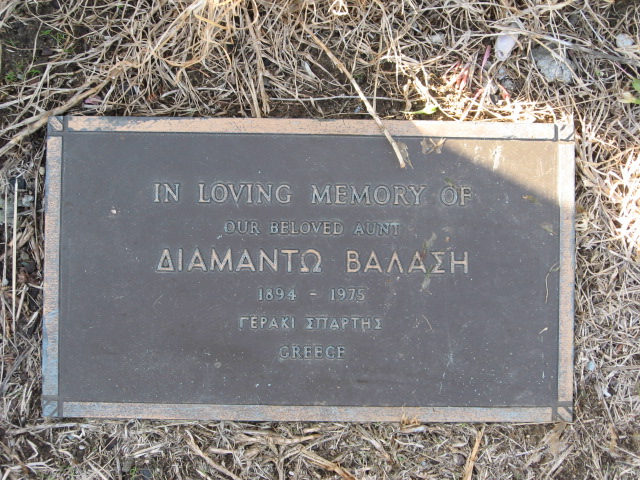 IN LOVING MEMORY OF
OUR BELOVED AUNT
ΔΙΑΜΑΝΤΩ ΒΑΛΑΣΗ
1894 - 1975
ΓΕΡΑΚΙ ΣΠΑΡΤΗΣ
GREECE